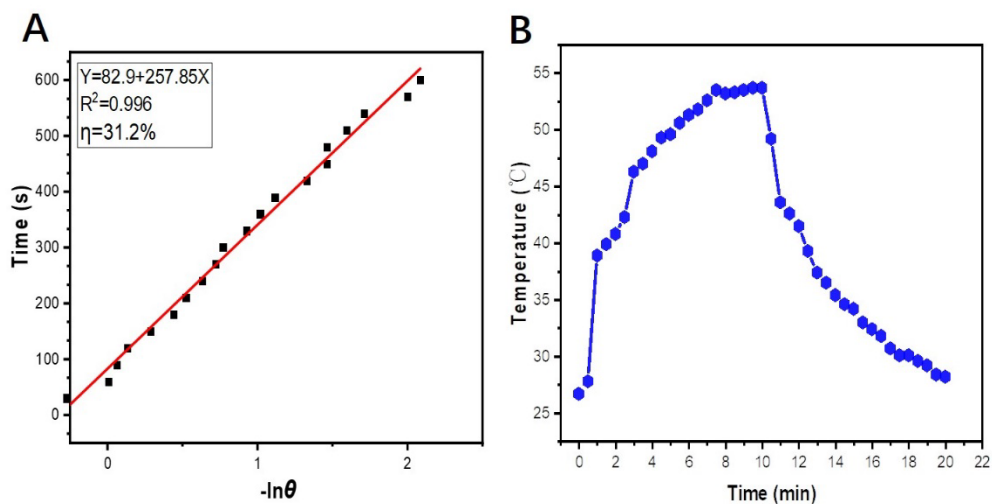 A
Y=82.9+257.85X
R²=0.996
η=31.2%
Time (s)
600
500
400
300
200
100
0
0 1 2
-lnθ
B
Temperature (℃)
55
50
45
40
35
30
25
0 2 4 6 8 10 12 14 16 18 20 22
Time (min)